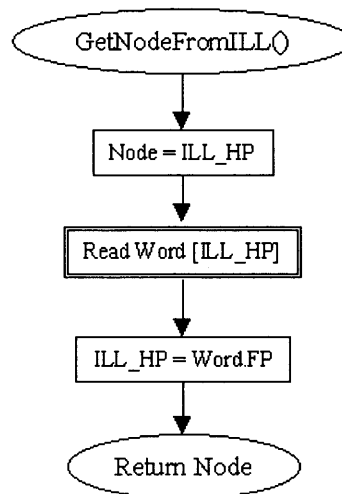 GetNodeFromILL()
Node = ILL_HP
Read Word [ILL_HP]
ILL_HP = Word.FP
Return Node